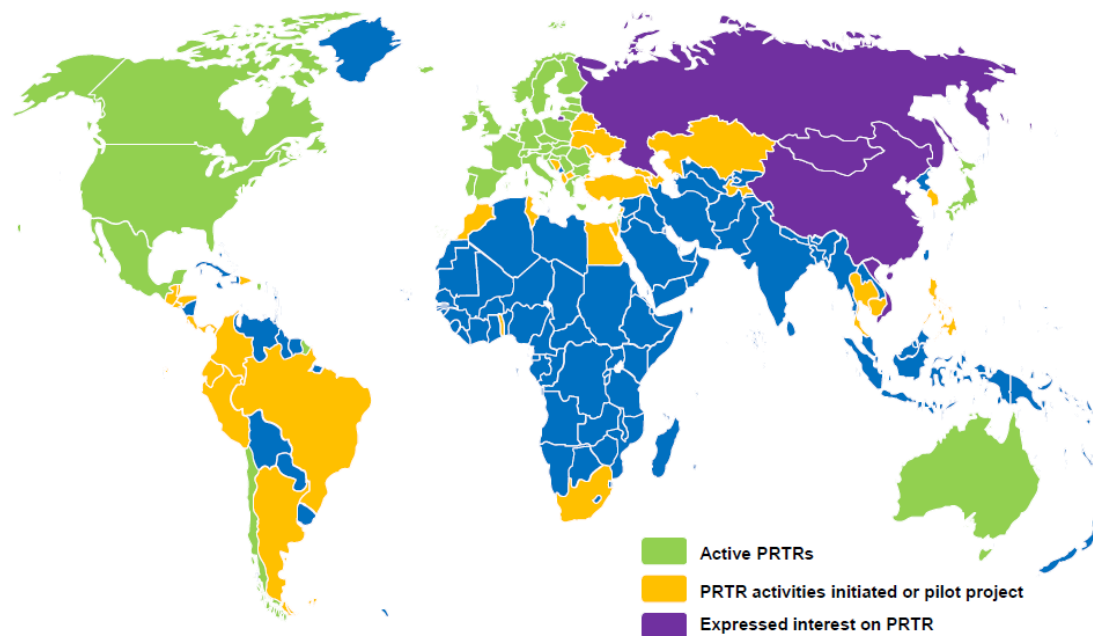 Active PRTRs
PRTR activities initiated or pilot project
Expressed interest on PRTR